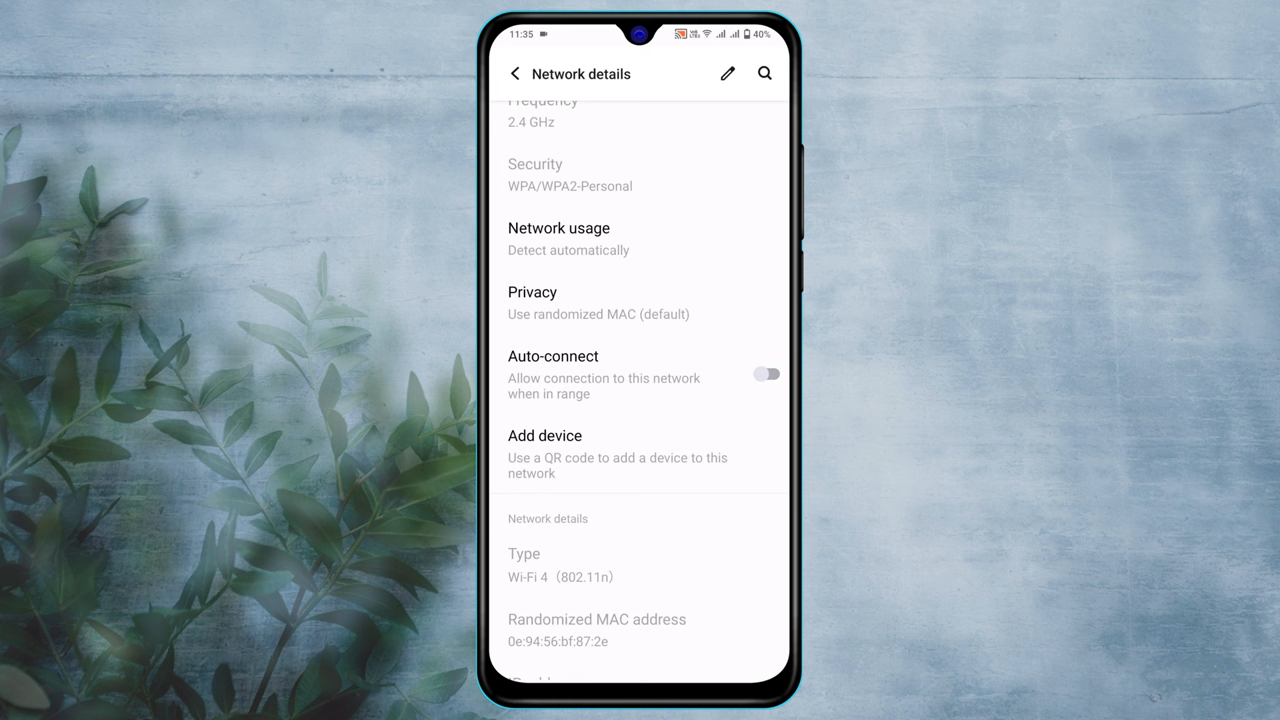 11:35
40%
Network details
Frequency
2.4 GHz
Security
WPA/WPA2-Personal
Network usage
Detect automatically
Privacy
Use randomized MAC (default)
Auto-connect
Allow connection to this network
when in range
Add device
Use a QR code to add a device to this
network
Network details
Type
Wi-Fi 4 (802.11n)
Randomized MAC address
0e:94:56:bf:87:2e